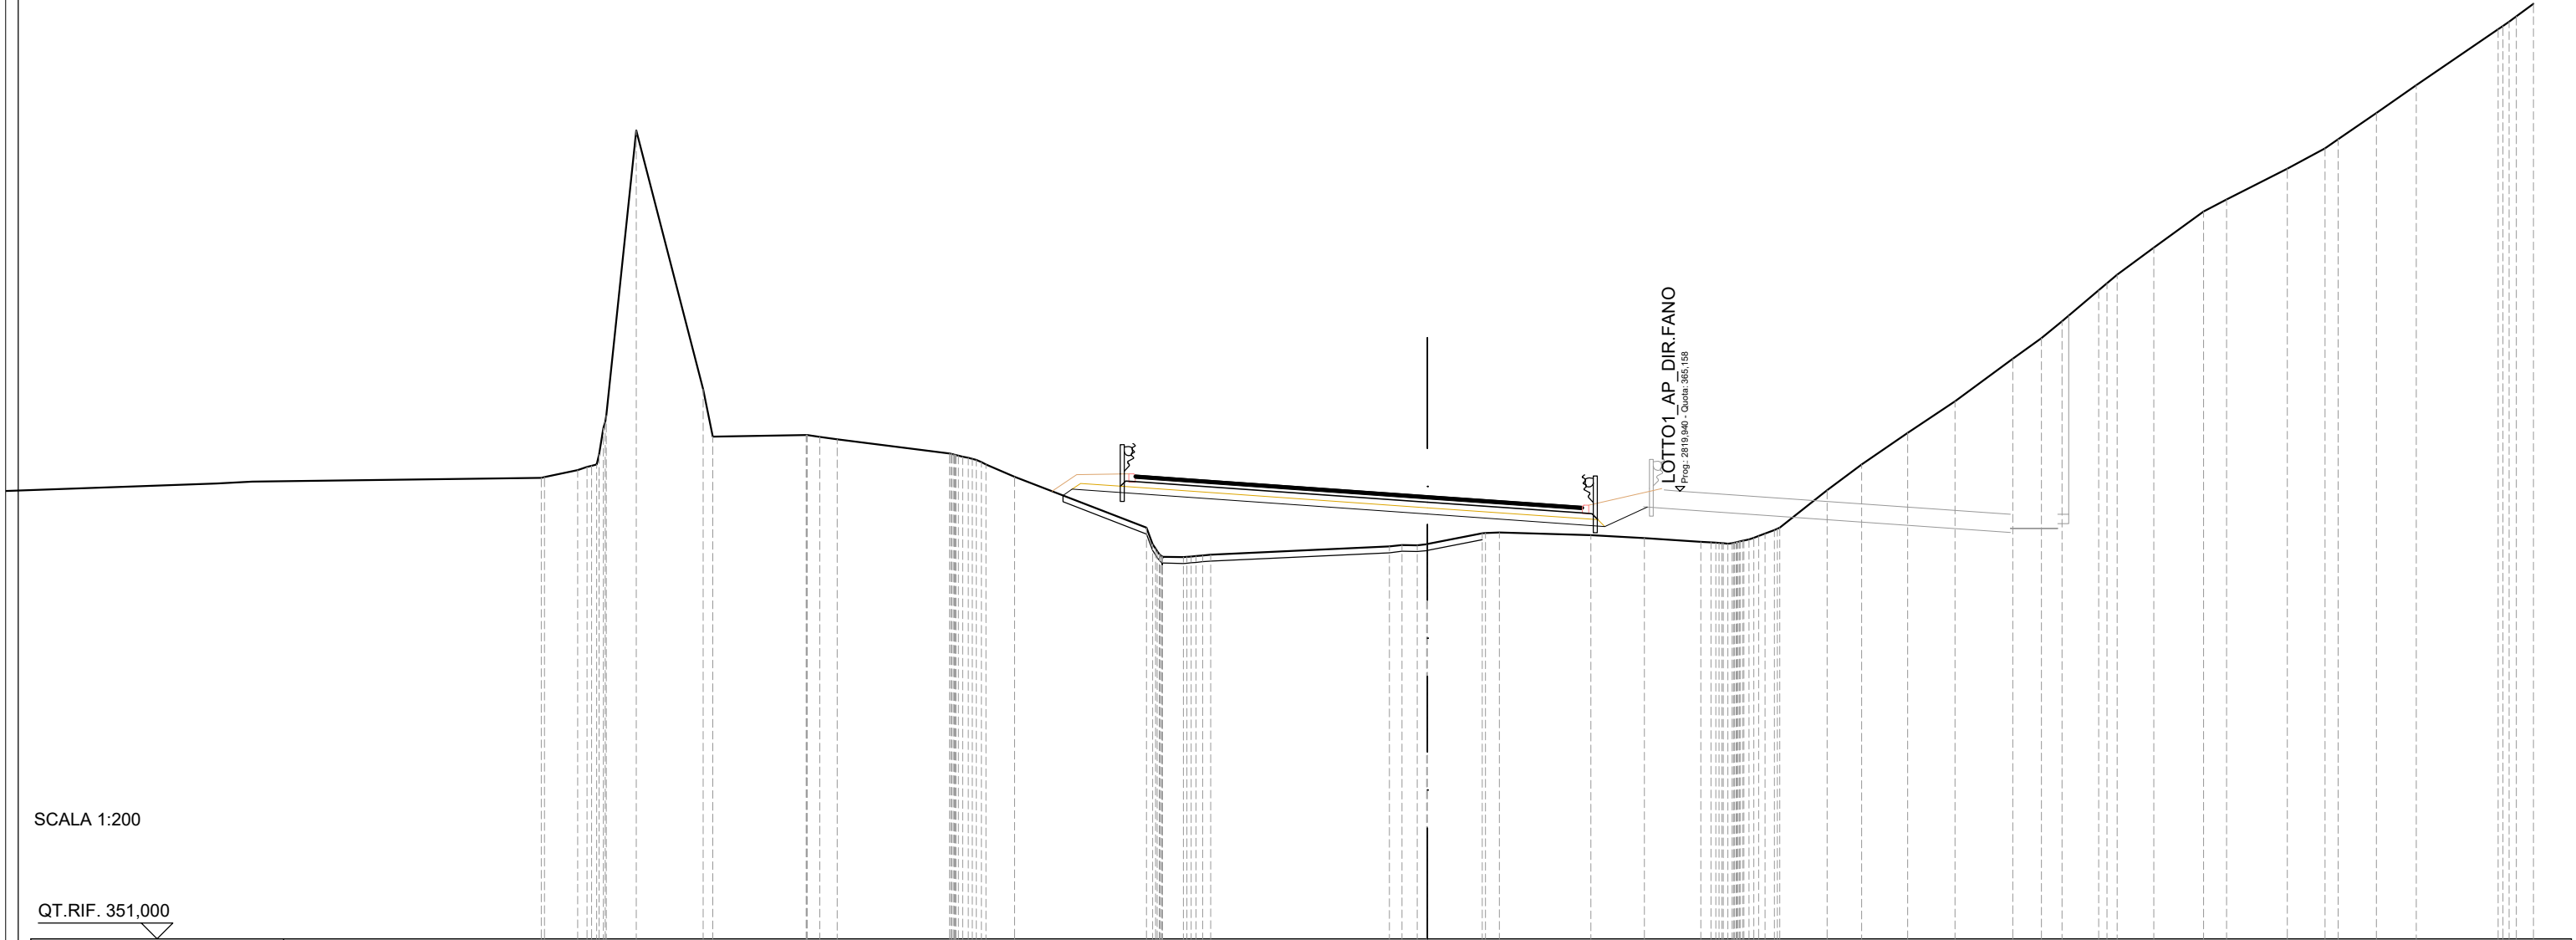 LOTTO1_AP_DIR.FANO
Prog.: 2819,940 - Quota: 365,158
SCALA 1:200
QT.RIF. 351,000